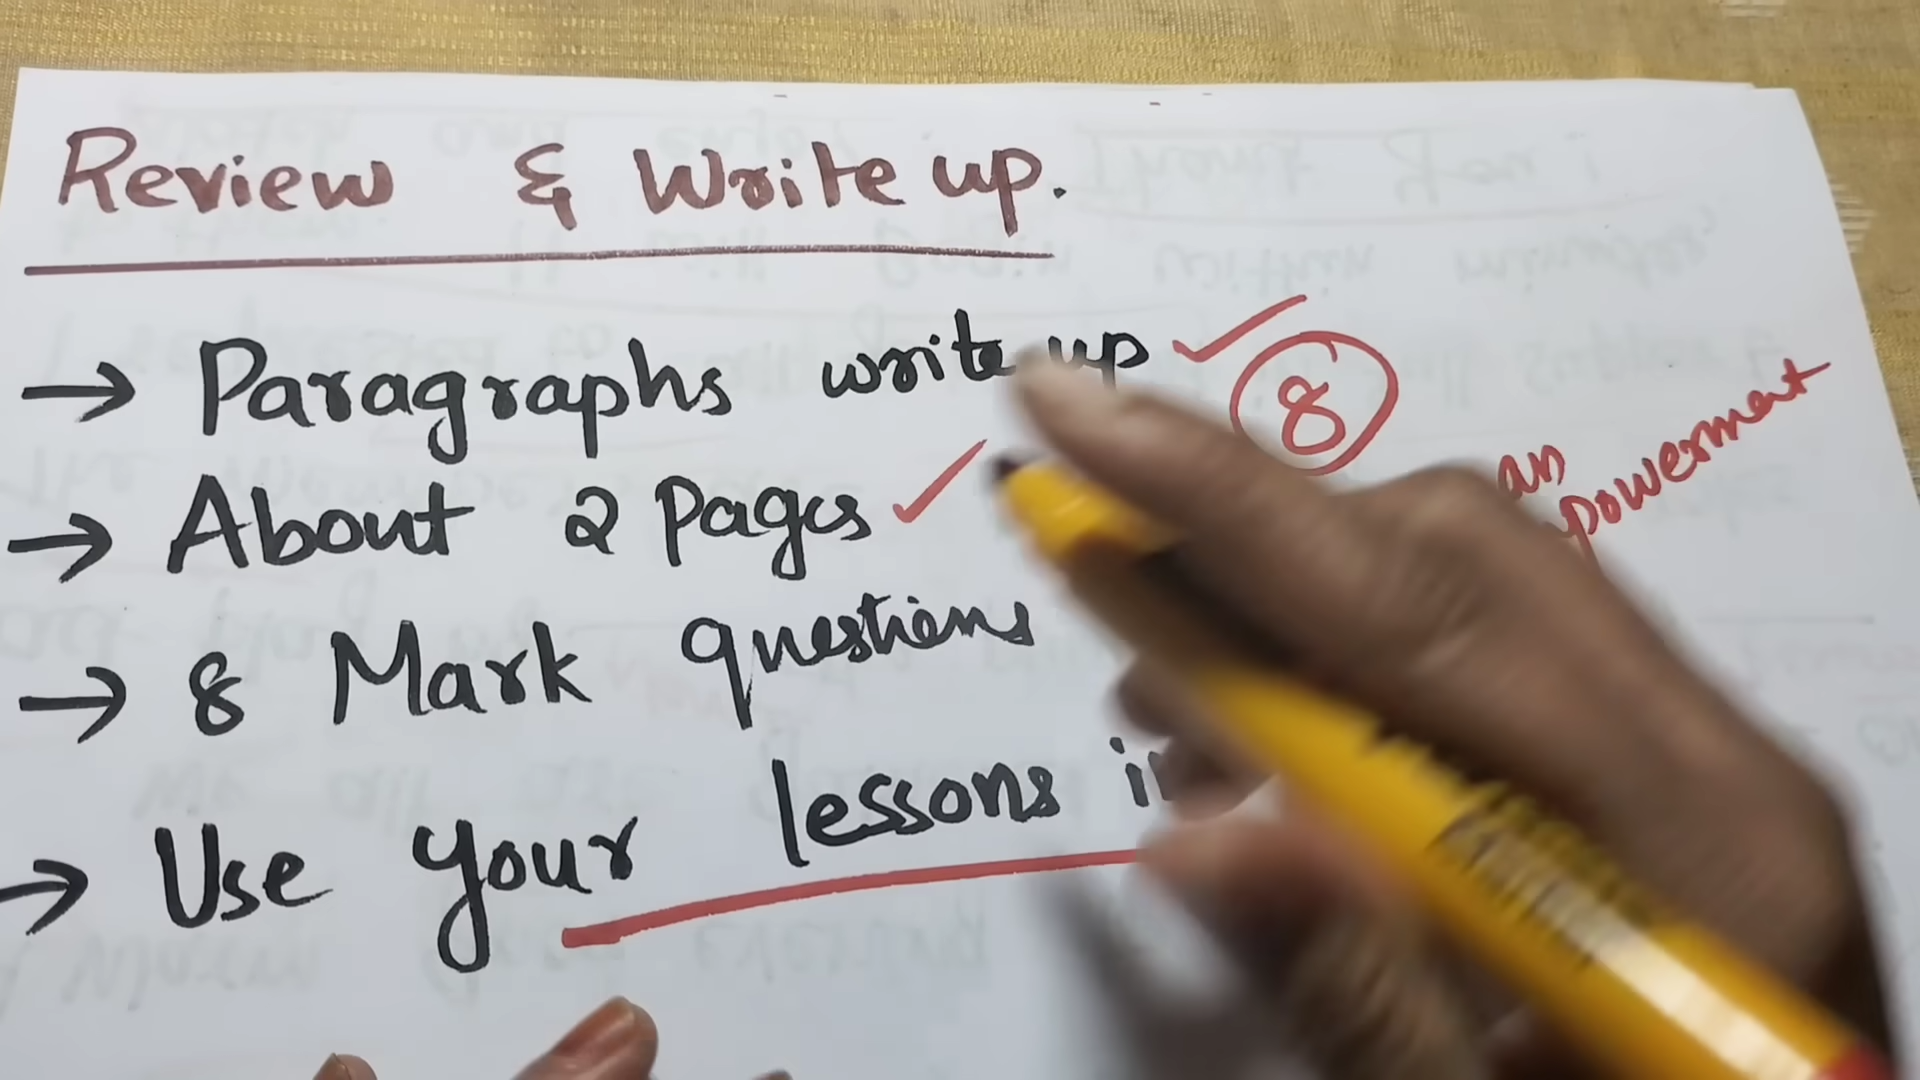 Review & Write up.
→ Paragraphs write up ✓
8
→ About 2 Pages ✓
→ 8 Mark questions
→ Use your lessons